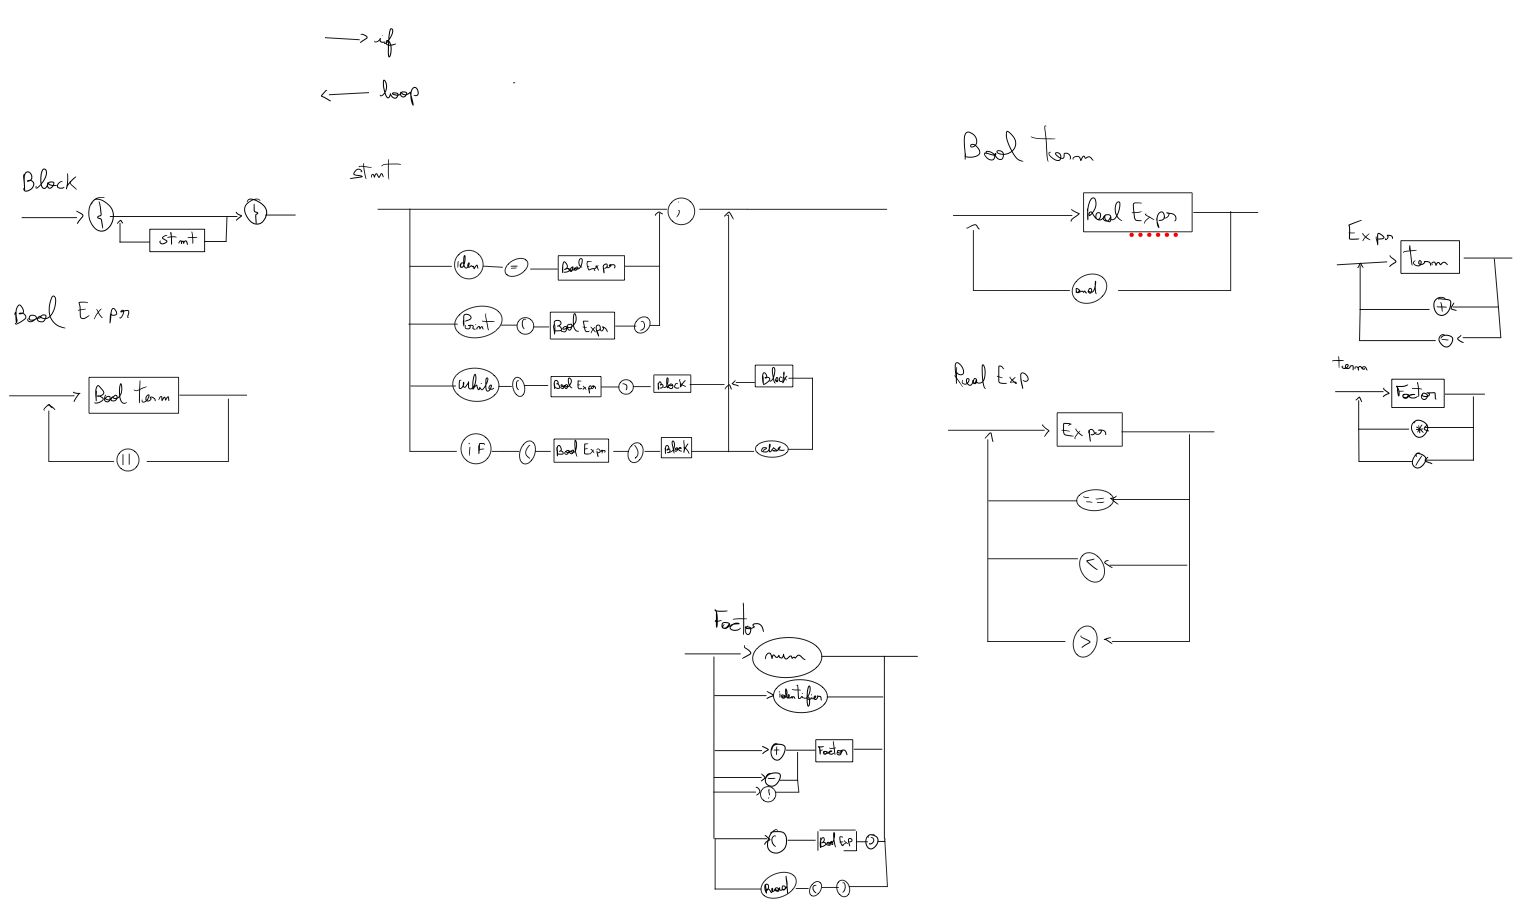 if
loop
Block
{ }
stmt
Bool Expr
Bool term
||
stmt
;
iden = Bool Expr
Print ( Bool Expr )
while ( Bool Expr ) Block
Block
if ( Bool Expr ) Block
else
Bool term
Real Expr
and
Real Exp
Expr
==
<
>
Expr
term
+
-
term
Factor
*
/
Factor
num
identifier
+ Factor
-
!
( Bool Exp )
Read ( )